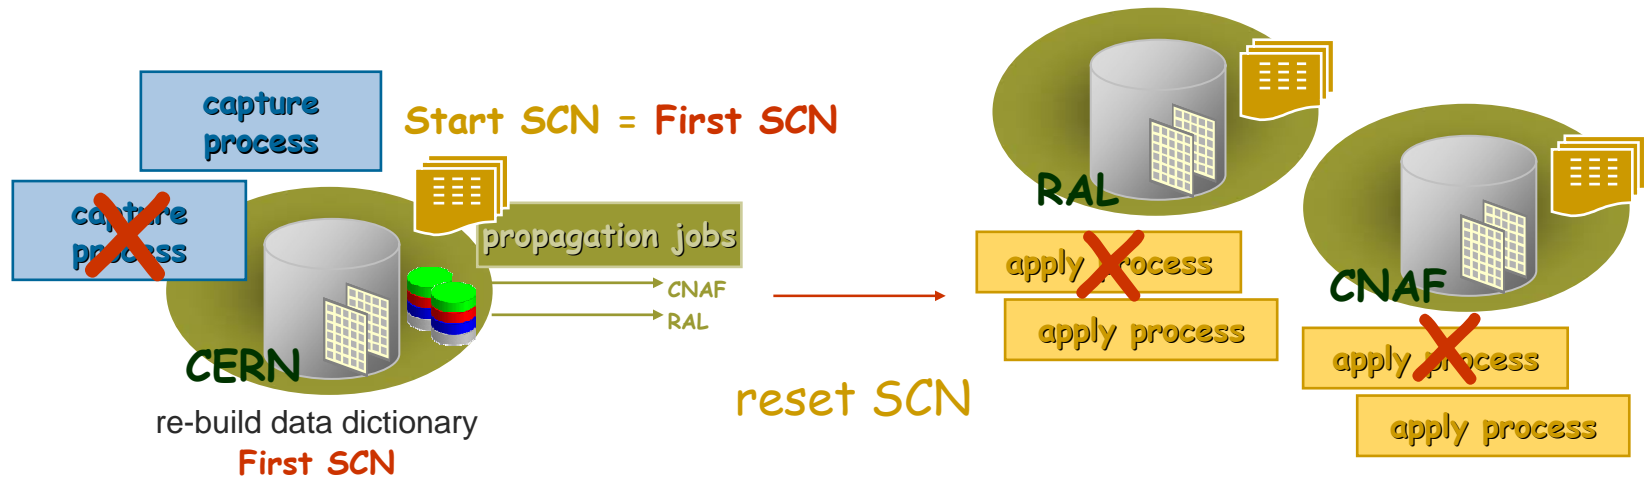 capture
process
Start SCN = First SCN
capture
process
propagation jobs
CNAF
RAL
CERN
re-build data dictionary
First SCN
reset SCN
RAL
apply process
apply process
CNAF
apply process
apply process